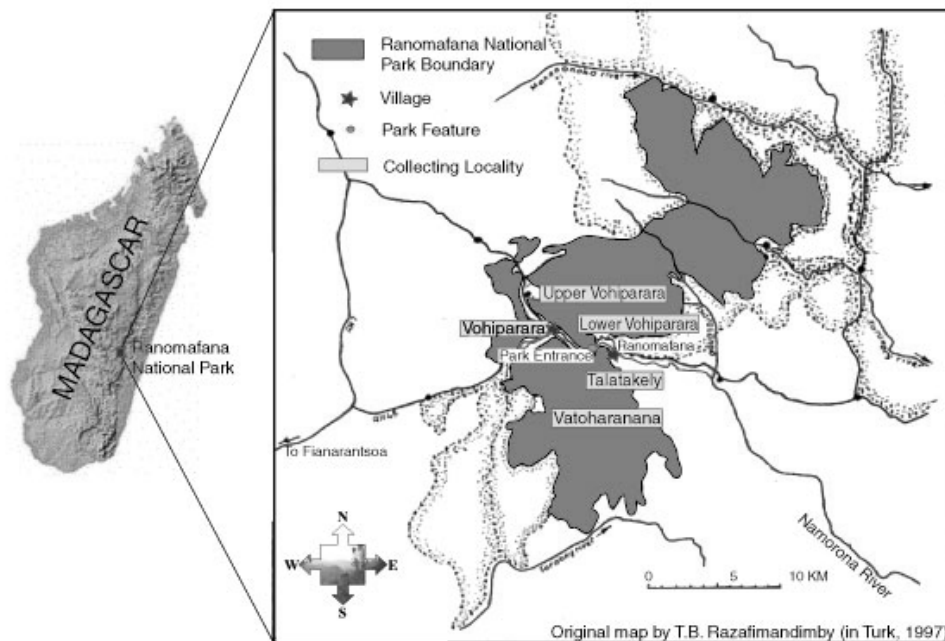 Ranomafana National
Park Boundary
Village
Park Feature
Collecting Locality
MADAGASCAR
Ranomafana
National Park
Upper Vohiparara
Vohiparara
Lower Vohiparara
Ranomafana
Park Entrance
Talatakely
Vatoharanana
To Fianarantsoa
N
W
E
S
Namorona River
0 5 10 KM
Original map by T.B. Razafimandimby (in Turk, 1997)